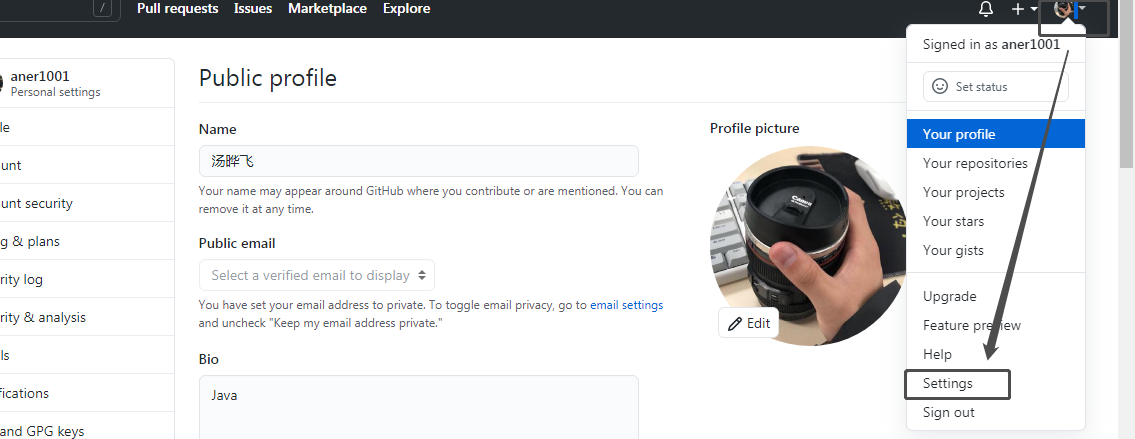 /
Pull requests
Issues
Marketplace
Explore
aner1001
Personal settings
le
unt
unt security
g & plans
rity log
rity & analysis
ls
fications
and GPG keys
Public profile
Name
汤晔飞
Your name may appear around GitHub where you contribute or are mentioned. You can
remove it at any time.
Public email
Select a verified email to display
You have set your email address to private. To toggle email privacy, go to email settings
and uncheck "Keep my email address private."
Bio
Java
Profile picture
Canon
Edit
Signed in as aner1001
Set status
Your profile
Your repositories
Your projects
Your stars
Your gists
Upgrade
Feature preview
Help
Settings
Sign out